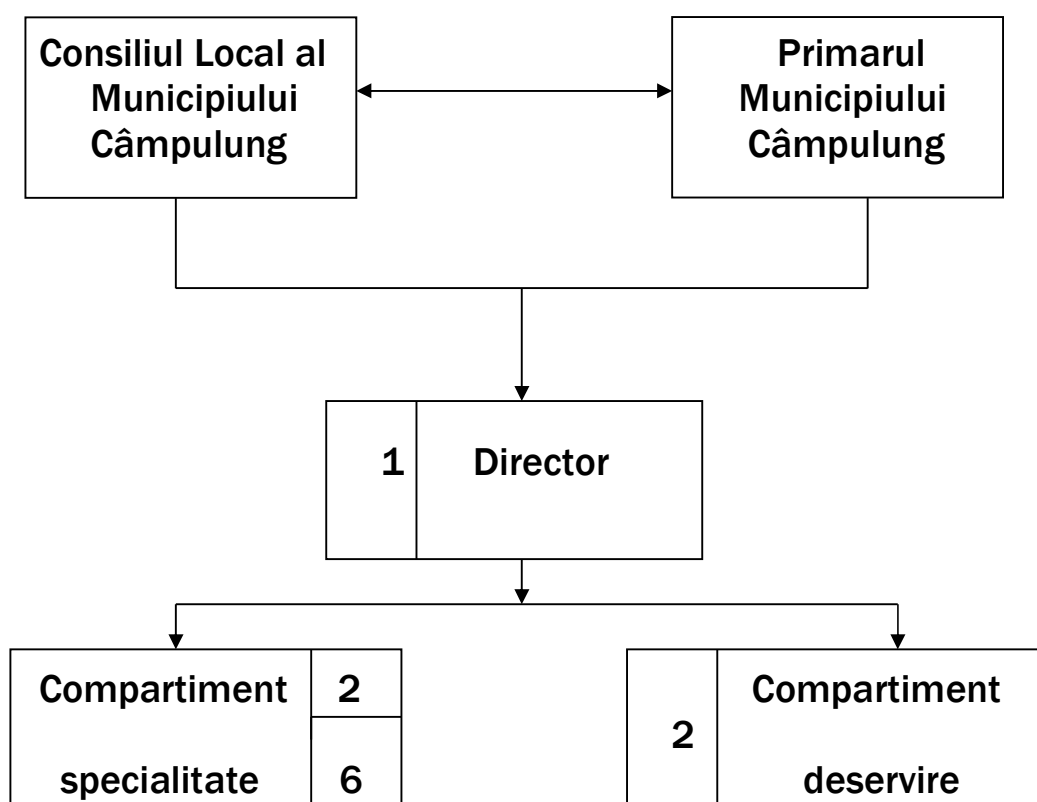 Consiliul Local al
Municipiului
Câmpulung
Primarul
Municipiului
Câmpulung
1
Director
Compartiment
specialitate
2
6
2
Compartiment
deservire